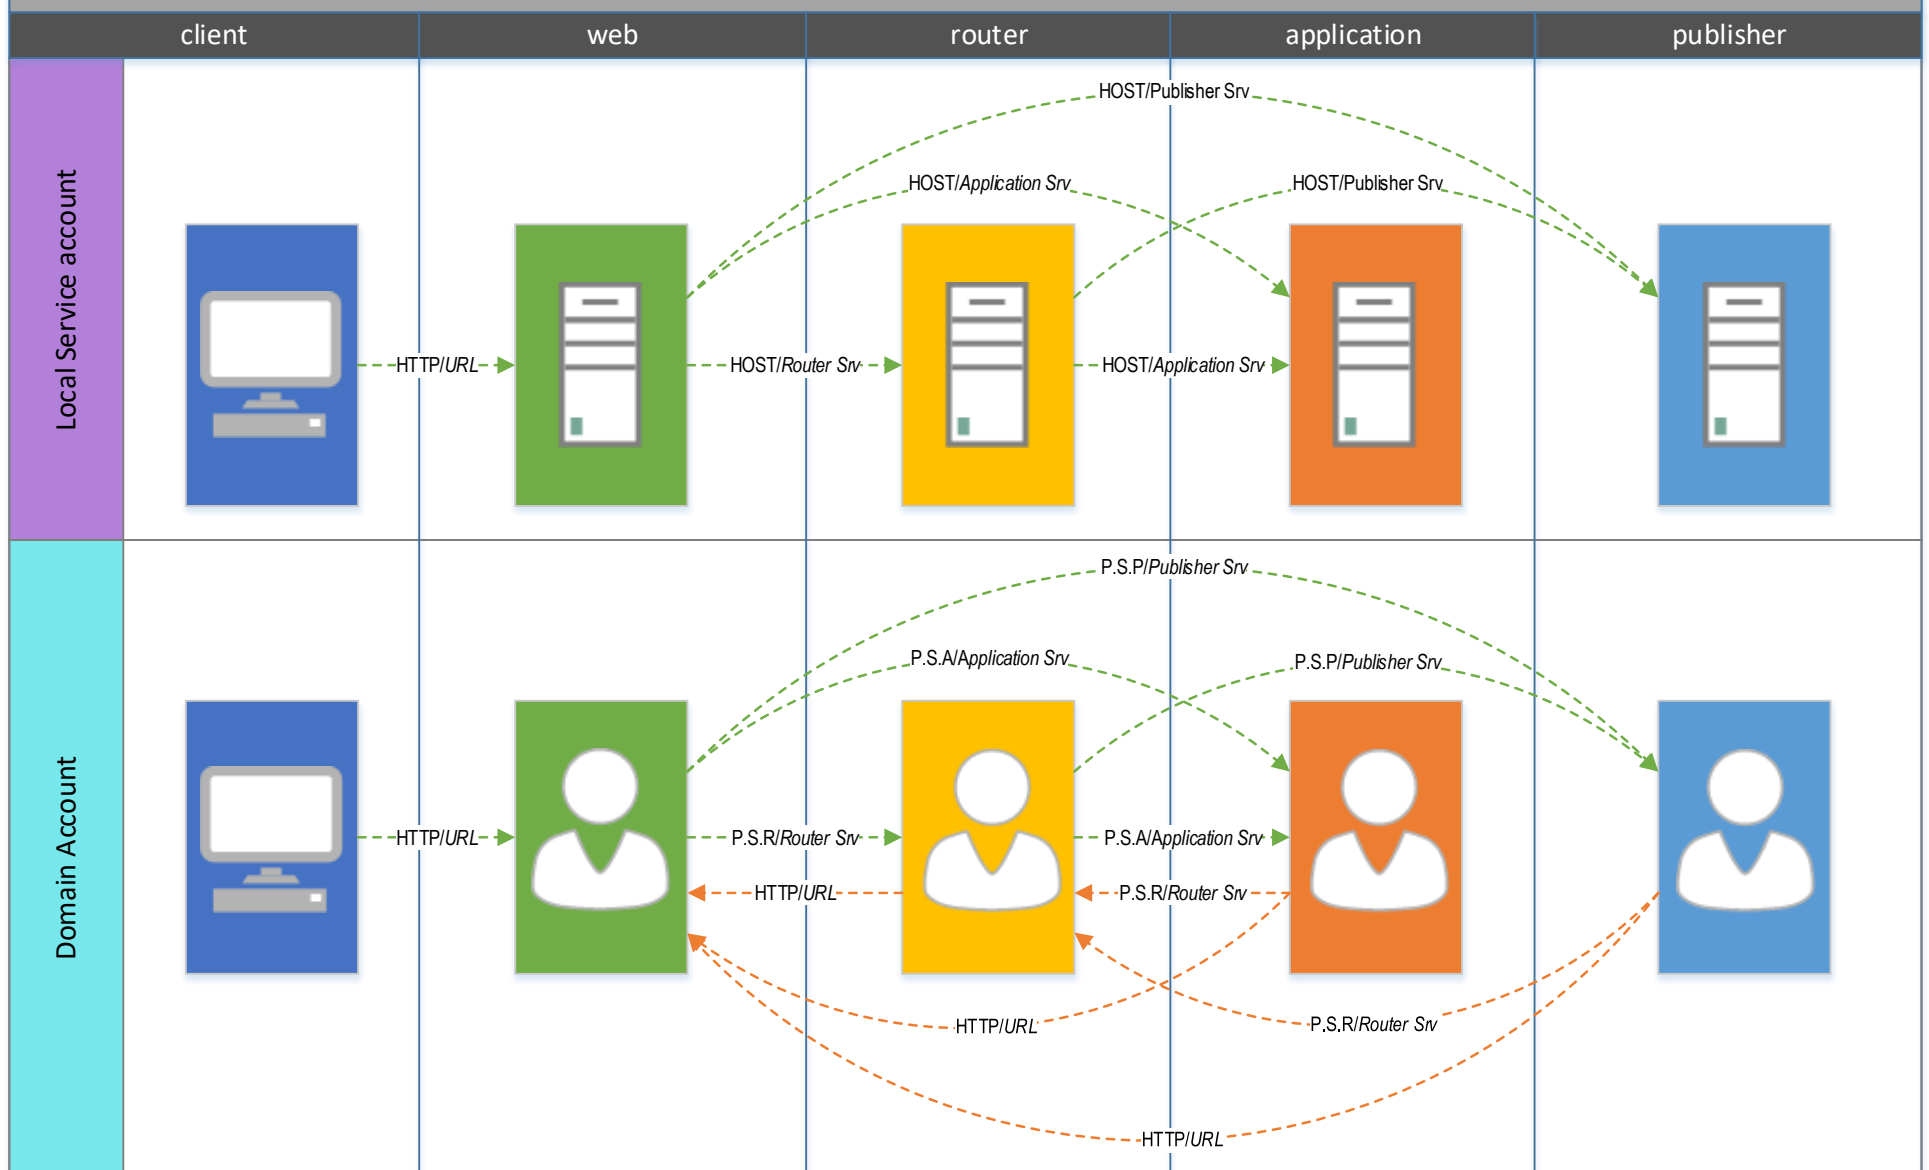 client
web
router
application
publisher
Local Service account
HOST/Publisher Srv
HOST/Application Srv
HOST/Publisher Srv
HTTP/URL
HOST/Router Srv
HOST/Application Srv
Domain Account
P.S.P/Publisher Srv
P.S.A/Application Srv
P.S.P/Publisher Srv
HTTP/URL
P.S.R/Router Srv
P.S.A/Application Srv
HTTP/URL
P.S.R/Router Srv
HTTP/URL
P.S.R/Router Srv
HTTP/URL